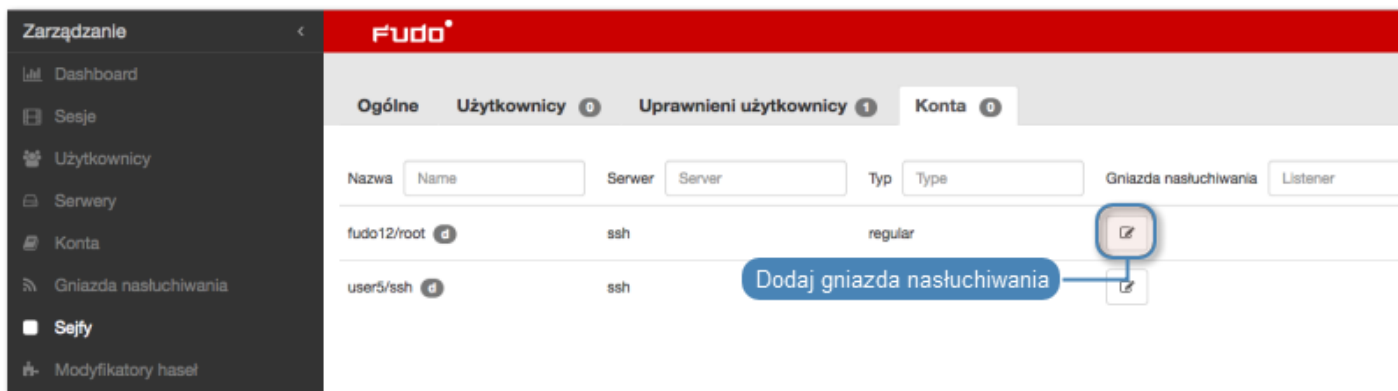 Zarządzanie
Dashboard
Sesje
Użytkownicy
Serwery
Konta
Gniazda nasłuchiwania
Sejfy
Modyfikatory haseł
FUDO
Ogólne Użytkownicy 0 Uprawnieni użytkownicy 1 Konta 0
Nazwa Name Serwer Server Typ Type Gniazda nasłuchiwania Listener
fudo12/root d ssh regular
Dodaj gniazda nasłuchiwania
user5/ssh d ssh